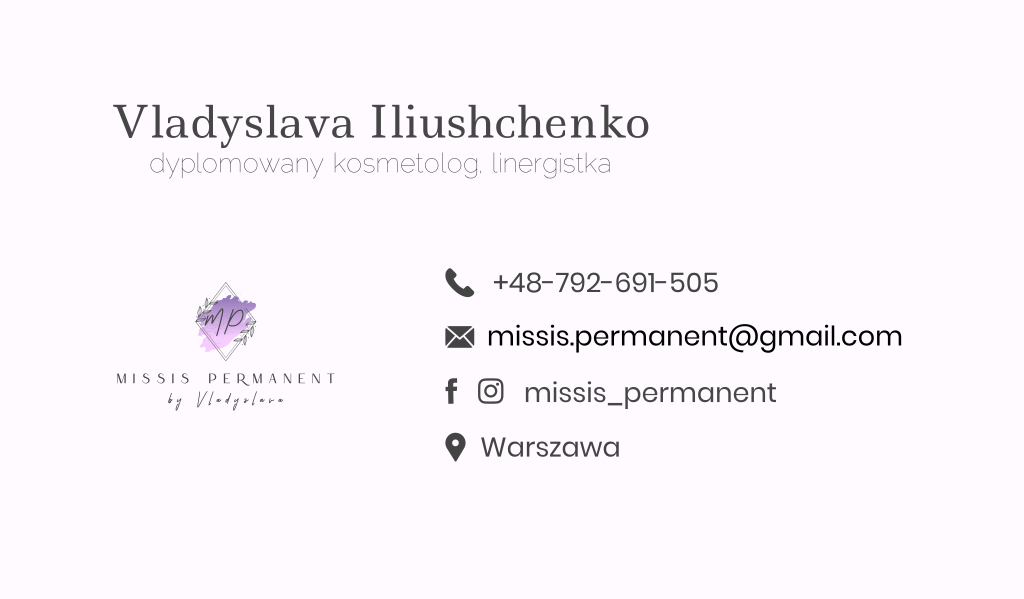 Vladyslava Iliushchenko
dyplomowany kosmetolog, linergistka
MP
MISSIS PERMANENT
by Vladyslava
+48-792-691-505
missis.permanent@gmail.com
missis_permanent
Warszawa